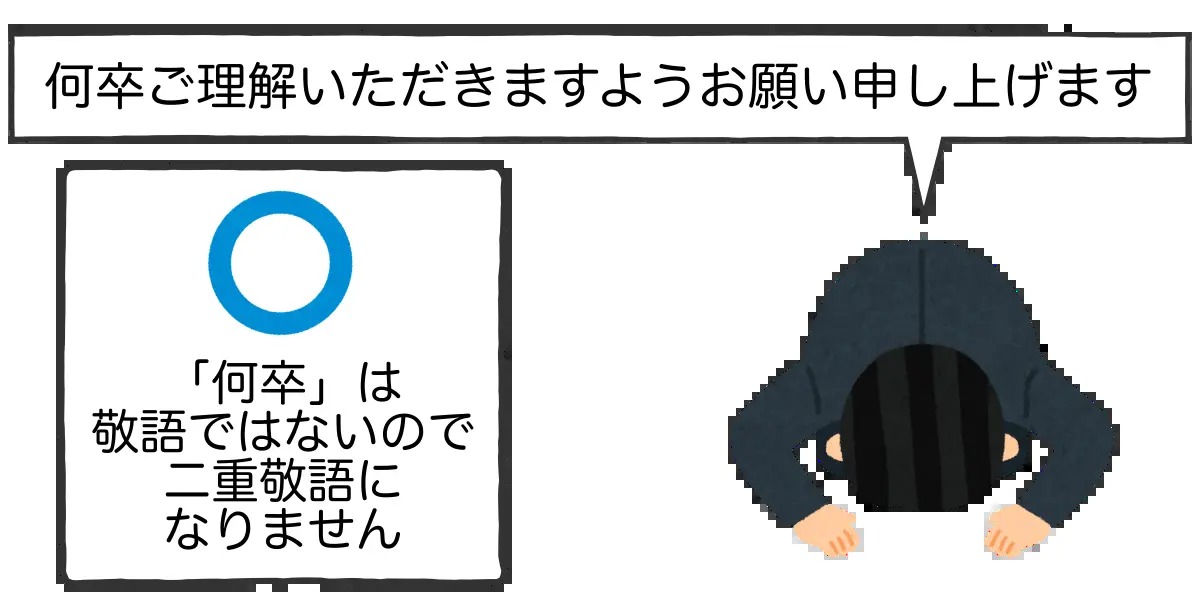 何卒ご理解いただきますようお願い申し上げます
「何卒」は
敬語ではないので
二重敬語に
なりません